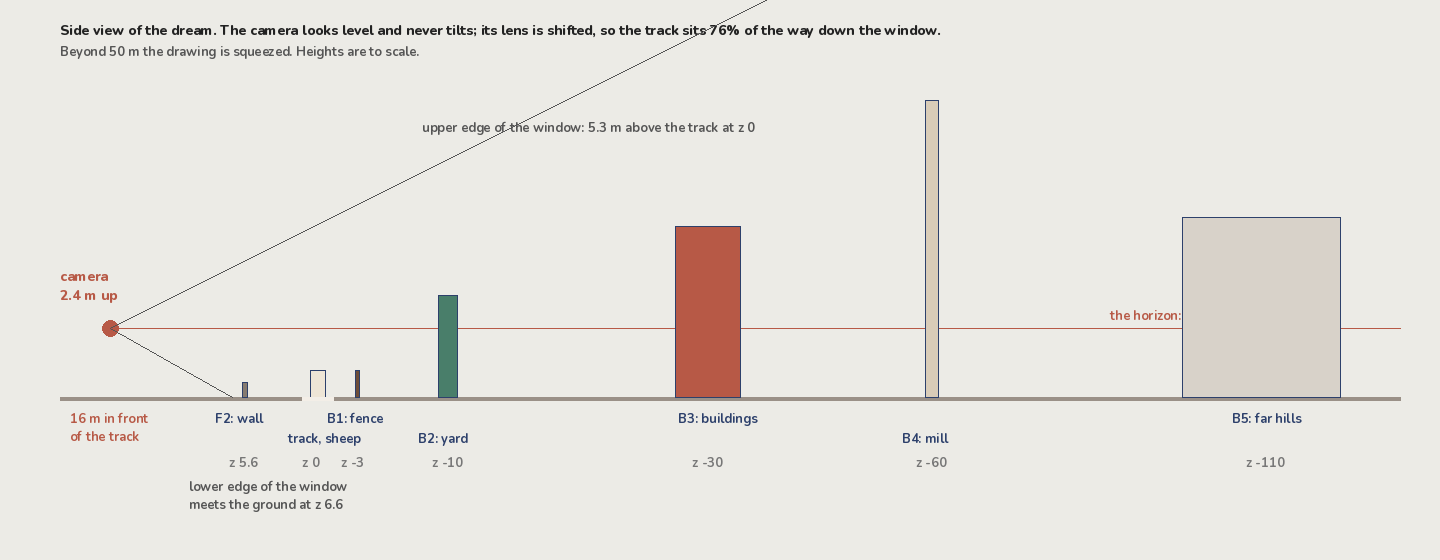 Side view of the dream. The camera looks level and never tilts; its lens is shifted, so the track sits 76% of the way down the window.
Beyond 50 m the drawing is squeezed. Heights are to scale.
upper edge of the window: 5.3 m above the track at z 0
camera
2.4 m up
the horizon:
16 m in front
of the track
F2: wall
B1: fence
B3: buildings
B5: far hills
track, sheep
B2: yard
B4: mill
z 5.6
z 0
z -3
z -10
z -30
z -60
z -110
lower edge of the window
meets the ground at z 6.6